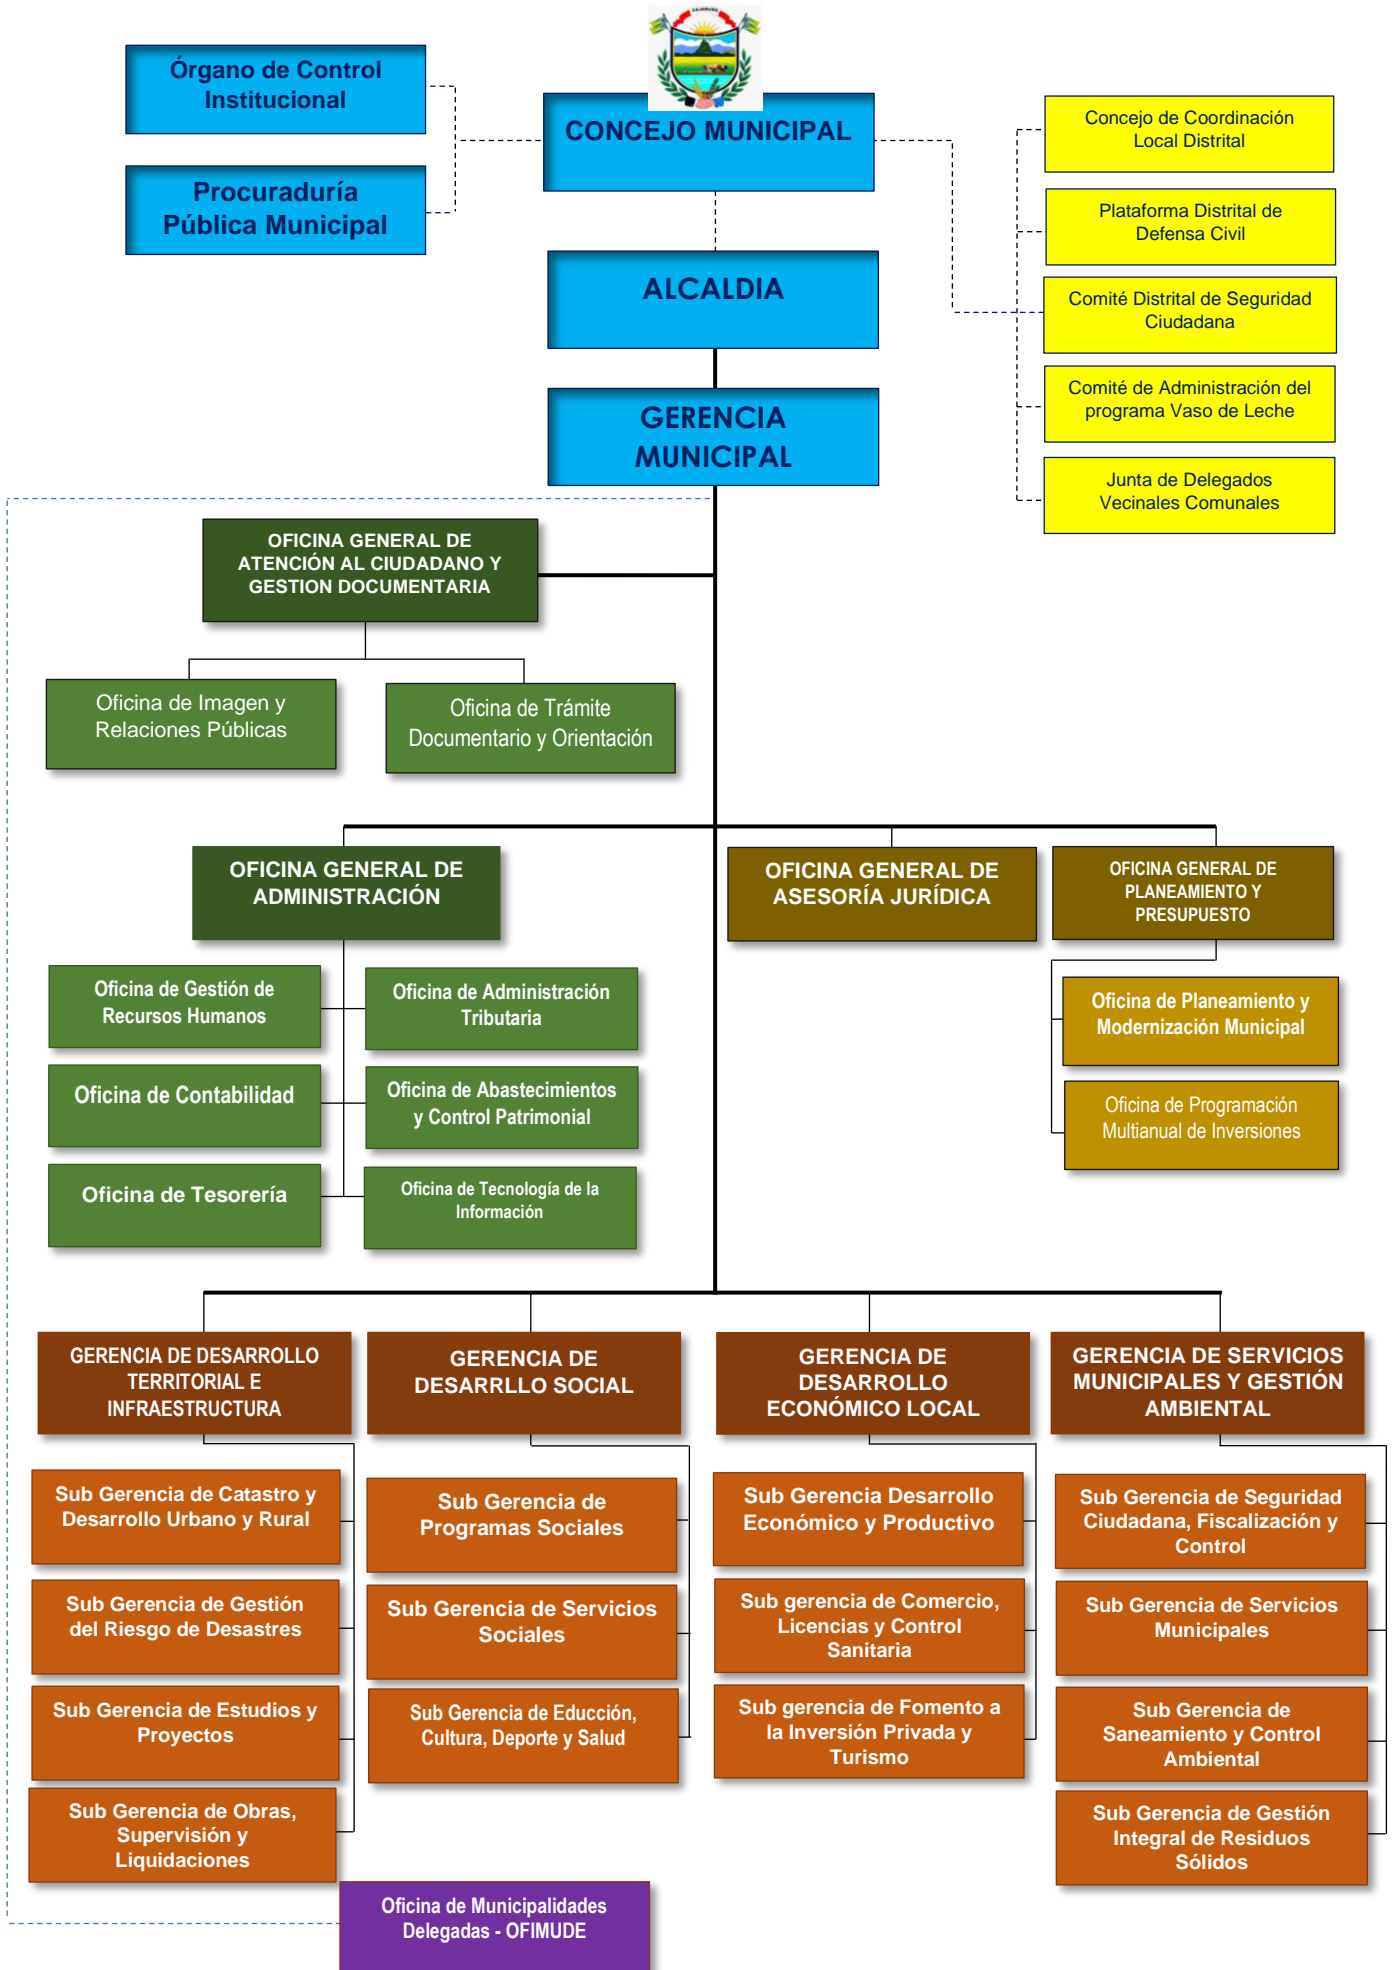 CAJARURO
Órgano de Control
Institucional
CONCEJO MUNICIPAL
Procuraduría
Pública Municipal
Concejo de Coordinación
Local Distrital
Plataforma Distrital de
Defensa Civil
Comité Distrital de Seguridad
Ciudadana
Comité de Administración del
programa Vaso de Leche
Junta de Delegados
Vecinales Comunales
ALCALDIA
GERENCIA
MUNICIPAL
OFICINA GENERAL DE
ATENCIÓN AL CIUDADANO Y
GESTION DOCUMENTARIA
Oficina de Imagen y
Relaciones Públicas
Oficina de Trámite
Documentario y Orientación
OFICINA GENERAL DE
ADMINISTRACIÓN
OFICINA GENERAL DE
ASESORÍA JURÍDICA
OFICINA GENERAL DE
PLANEAMIENTO Y
PRESUPUESTO
Oficina de Gestión de
Recursos Humanos
Oficina de Administración
Tributaria
Oficina de Contabilidad
Oficina de Abastecimientos
y Control Patrimonial
Oficina de Tesorería
Oficina de Tecnología de la
Información
Oficina de Planeamiento y
Modernización Municipal
Oficina de Programación
Multianual de Inversiones
GERENCIA DE DESARROLLO
TERRITORIAL E
INFRAESTRUCTURA
Sub Gerencia de Catastro y
Desarrollo Urbano y Rural
Sub Gerencia de Gestión
del Riesgo de Desastres
Sub Gerencia de Estudios y
Proyectos
Sub Gerencia de Obras,
Supervisión y
Liquidaciones
GERENCIA DE
DESARRLLO SOCIAL
Sub Gerencia de
Programas Sociales
Sub Gerencia de Servicios
Sociales
Sub Gerencia de Educción,
Cultura, Deporte y Salud
GERENCIA DE
DESARROLLO
ECONÓMICO LOCAL
Sub Gerencia Desarrollo
Económico y Productivo
Sub gerencia de Comercio,
Licencias y Control
Sanitaria
Sub gerencia de Fomento a
la Inversión Privada y
Turismo
GERENCIA DE SERVICIOS
MUNICIPALES Y GESTIÓN
AMBIENTAL
Sub Gerencia de Seguridad
Ciudadana, Fiscalización y
Control
Sub Gerencia de Servicios
Municipales
Sub Gerencia de
Saneamiento y Control
Ambiental
Sub Gerencia de Gestión
Integral de Residuos
Sólidos
Oficina de Municipalidades
Delegadas - OFIMUDE